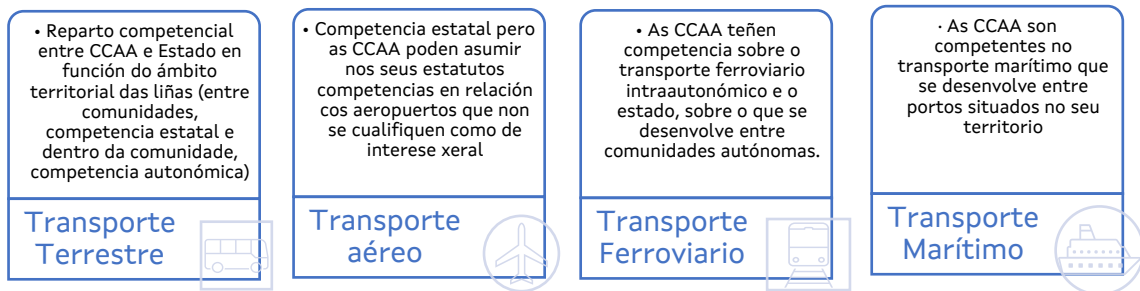 • Reparto competencial
entre CCAA e Estado en
función do ámbito
territorial das liñas (entre
comunidades,
competencia estatal e
dentro da comunidade,
competencia autonómica)
Transporte
Terrestre
• Competencia estatal pero
as CCAA poden asumir
nos seus estatutos
competencias en relación
cos aeroportos que non
se cualifiquen como de
interese xeral
Transporte
aéreo
• As CCAA teñen
competencia sobre o
transporte ferroviario
intraautonómico e o
estado, sobre o que se
desenvolve entre
comunidades autónomas.
Transporte
Ferroviario
· As CCAA son
competentes no
transporte marítimo que
se desenvolve entre
portos situados no seu
territorio
Transporte
Marítimo